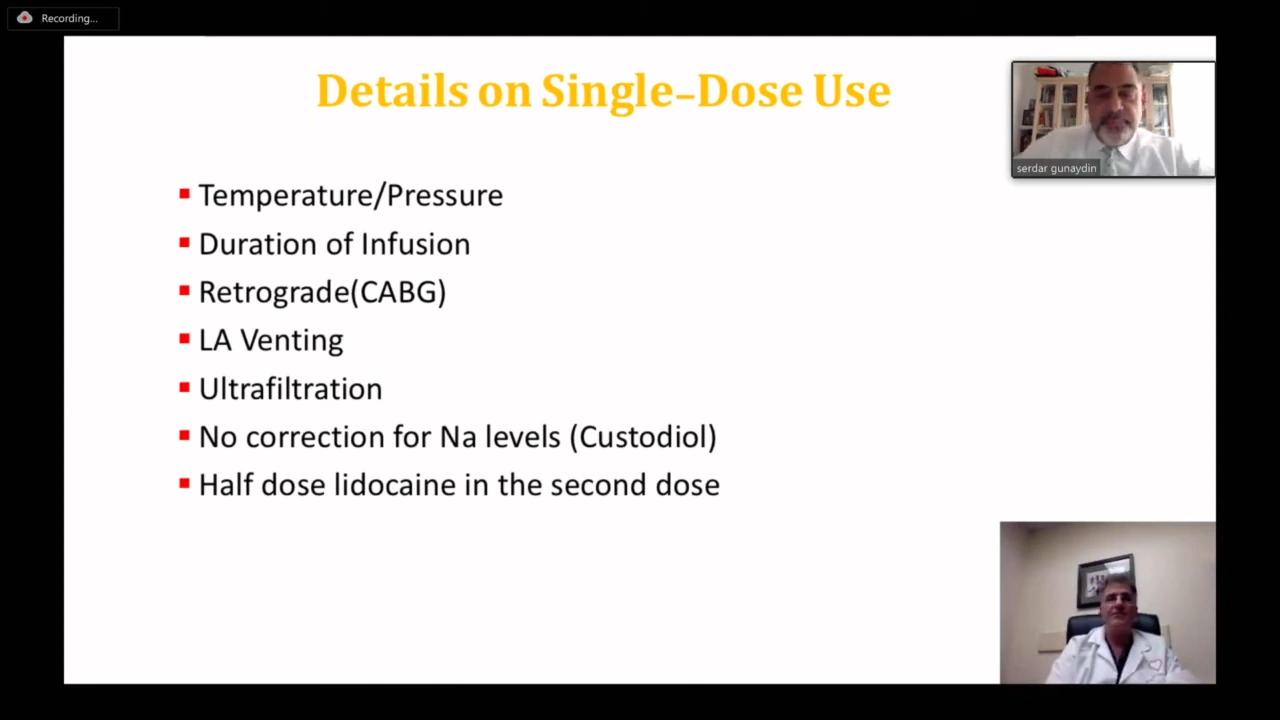 Recording...
Details on Single–Dose Use
serdar gunaydin
Temperature/Pressure
Duration of Infusion
Retrograde(CABG)
LA Venting
Ultrafiltration
No correction for Na levels (Custodiol)
Half dose lidocaine in the second dose